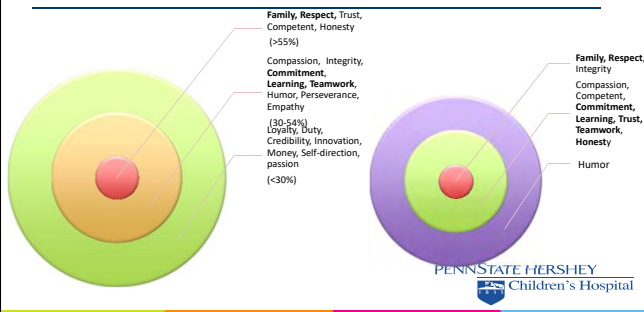 Family, Respect, Trust,
Competent, Honesty
(>55%)
Compassion, Integrity,
Commitment,
Learning, Teamwork,
Humor, Perseverance,
Empathy
(30-54%)
Loyalty, Duty,
Credibility, Innovation,
Money, Self-direction,
passion
(<30%)
Family, Respect,
Integrity
Compassion,
Competent,
Commitment,
Learning, Trust,
Teamwork,
Honesty
Humor
PENNSTATE HERSHEY
Children's Hospital
1855